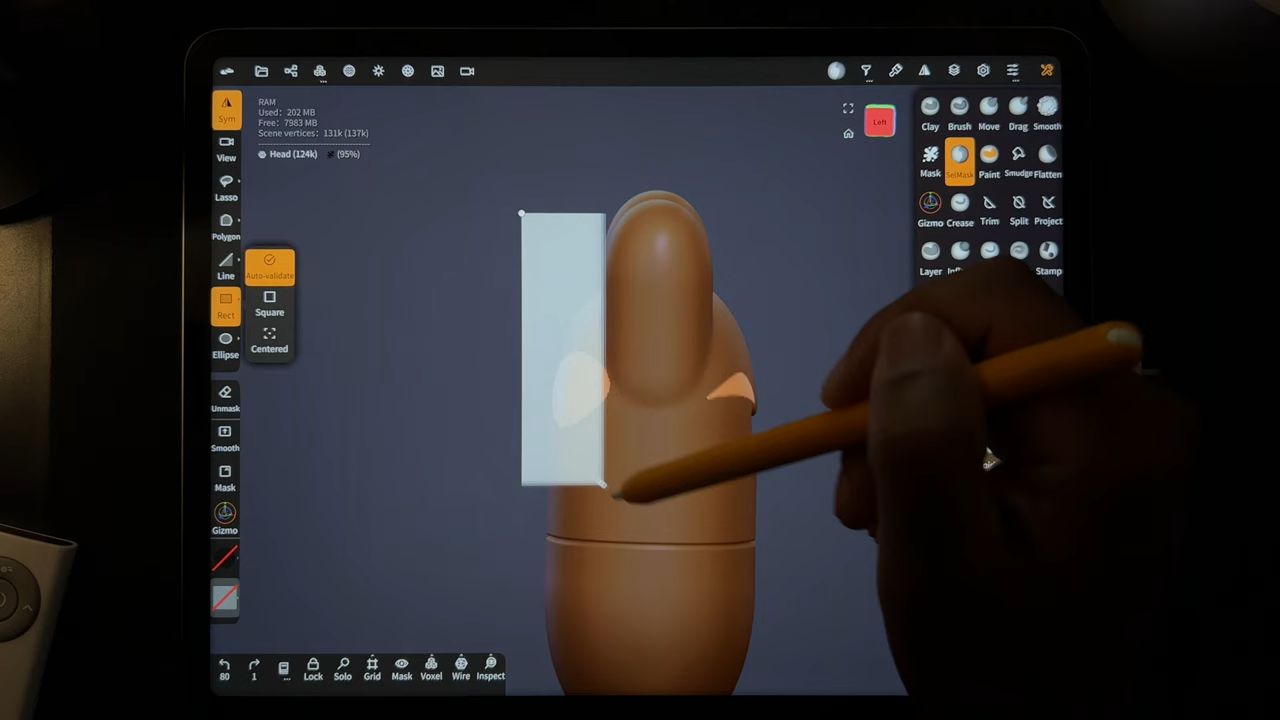 RAM
Used: 202 MB
Free: 7983 MB
Scene vertices: 131k (137k)
Head (124k) (95%)
Left
Sym
View
Lasso
Polygon
Line
Rect
Ellipse
Unmask
Smooth
Mask
Gizmo
Auto-validate
Square
Centered
Clay Brush Move Drag Smooth
Mask SelMask Paint Smudge Flatten
Gizmo Crease Trim Split Project
Layer Stamp
80 1 Lock Solo Grid Mask Voxel Wire Inspect